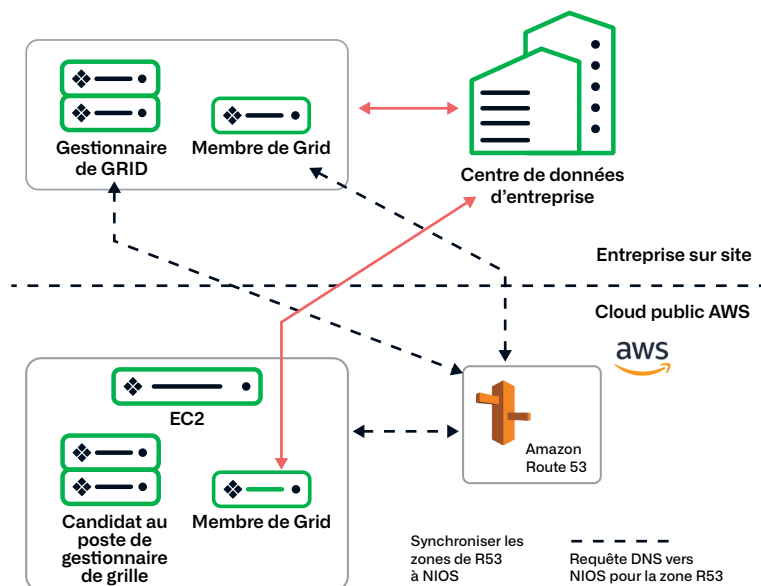 Gestionnaire
de GRID
Membre de Grid
Centre de données
d'entreprise
Entreprise sur site
Cloud public AWS
aws
EC2
Amazon
Route 53
Candidat au
poste de
gestionnaire
de grille
Membre de Grid
Synchroniser les
zones de R53
à NIOS
Requête DNS vers
NIOS pour la zone R53